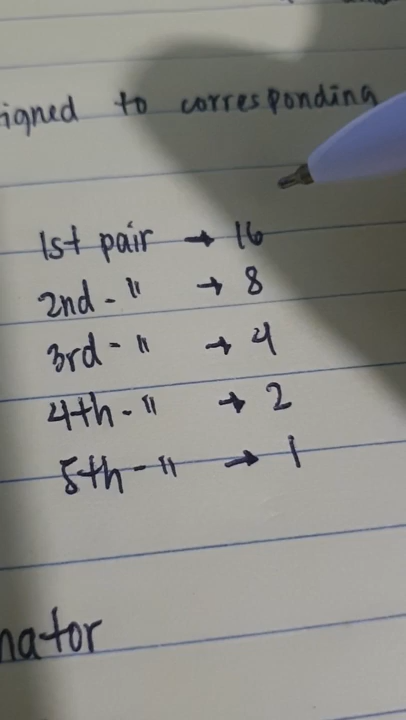 igned to corresponding
1st pair → 16
2nd - " → 8
3rd - " → 4
4th - " → 2
5th - " → 1
nator